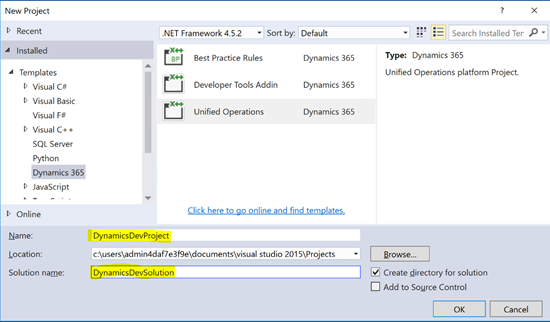 New Project
Recent
.NET Framework 4.5.2
Sort by: Default
Search Installed Ter
Installed
Templates
Visual C#
Visual Basic
Visual F#
Visual C++
SQL Server
Python
Dynamics 365
JavaScript
Online
X++
BP
Best Practice Rules Dynamics 365
X++
Developer Tools Addin Dynamics 365
X++
Unified Operations Dynamics 365
Click here to go online and find templates.
Type: Dynamics 365
Unified Operations platform Project.
Name: DynamicsDevProject
Location: c:\users\admin4daf7e3f9e\documents\visual studio 2015\Projects
Browse...
Solution name: DynamicsDevSolution
Create directory for solution
Add to Source Control
OK
Cancel